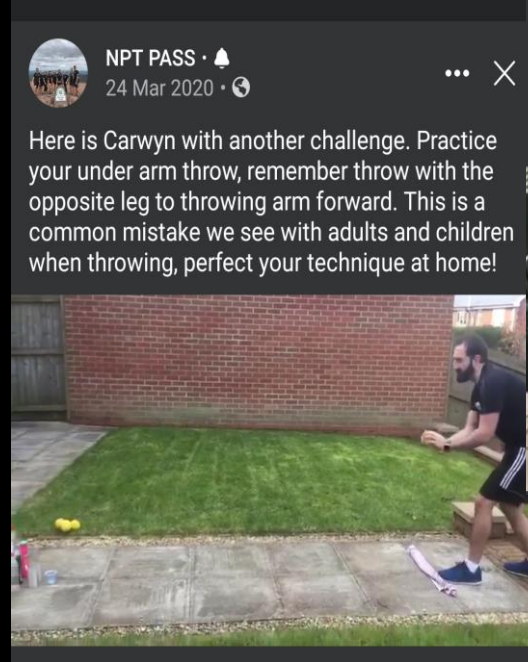 NPT PASS ·
24 Mar 2020 ·
Here is Carwyn with another challenge. Practice
your under arm throw, remember throw with the
opposite leg to throwing arm forward. This is a
common mistake we see with adults and children
when throwing, perfect your technique at home!